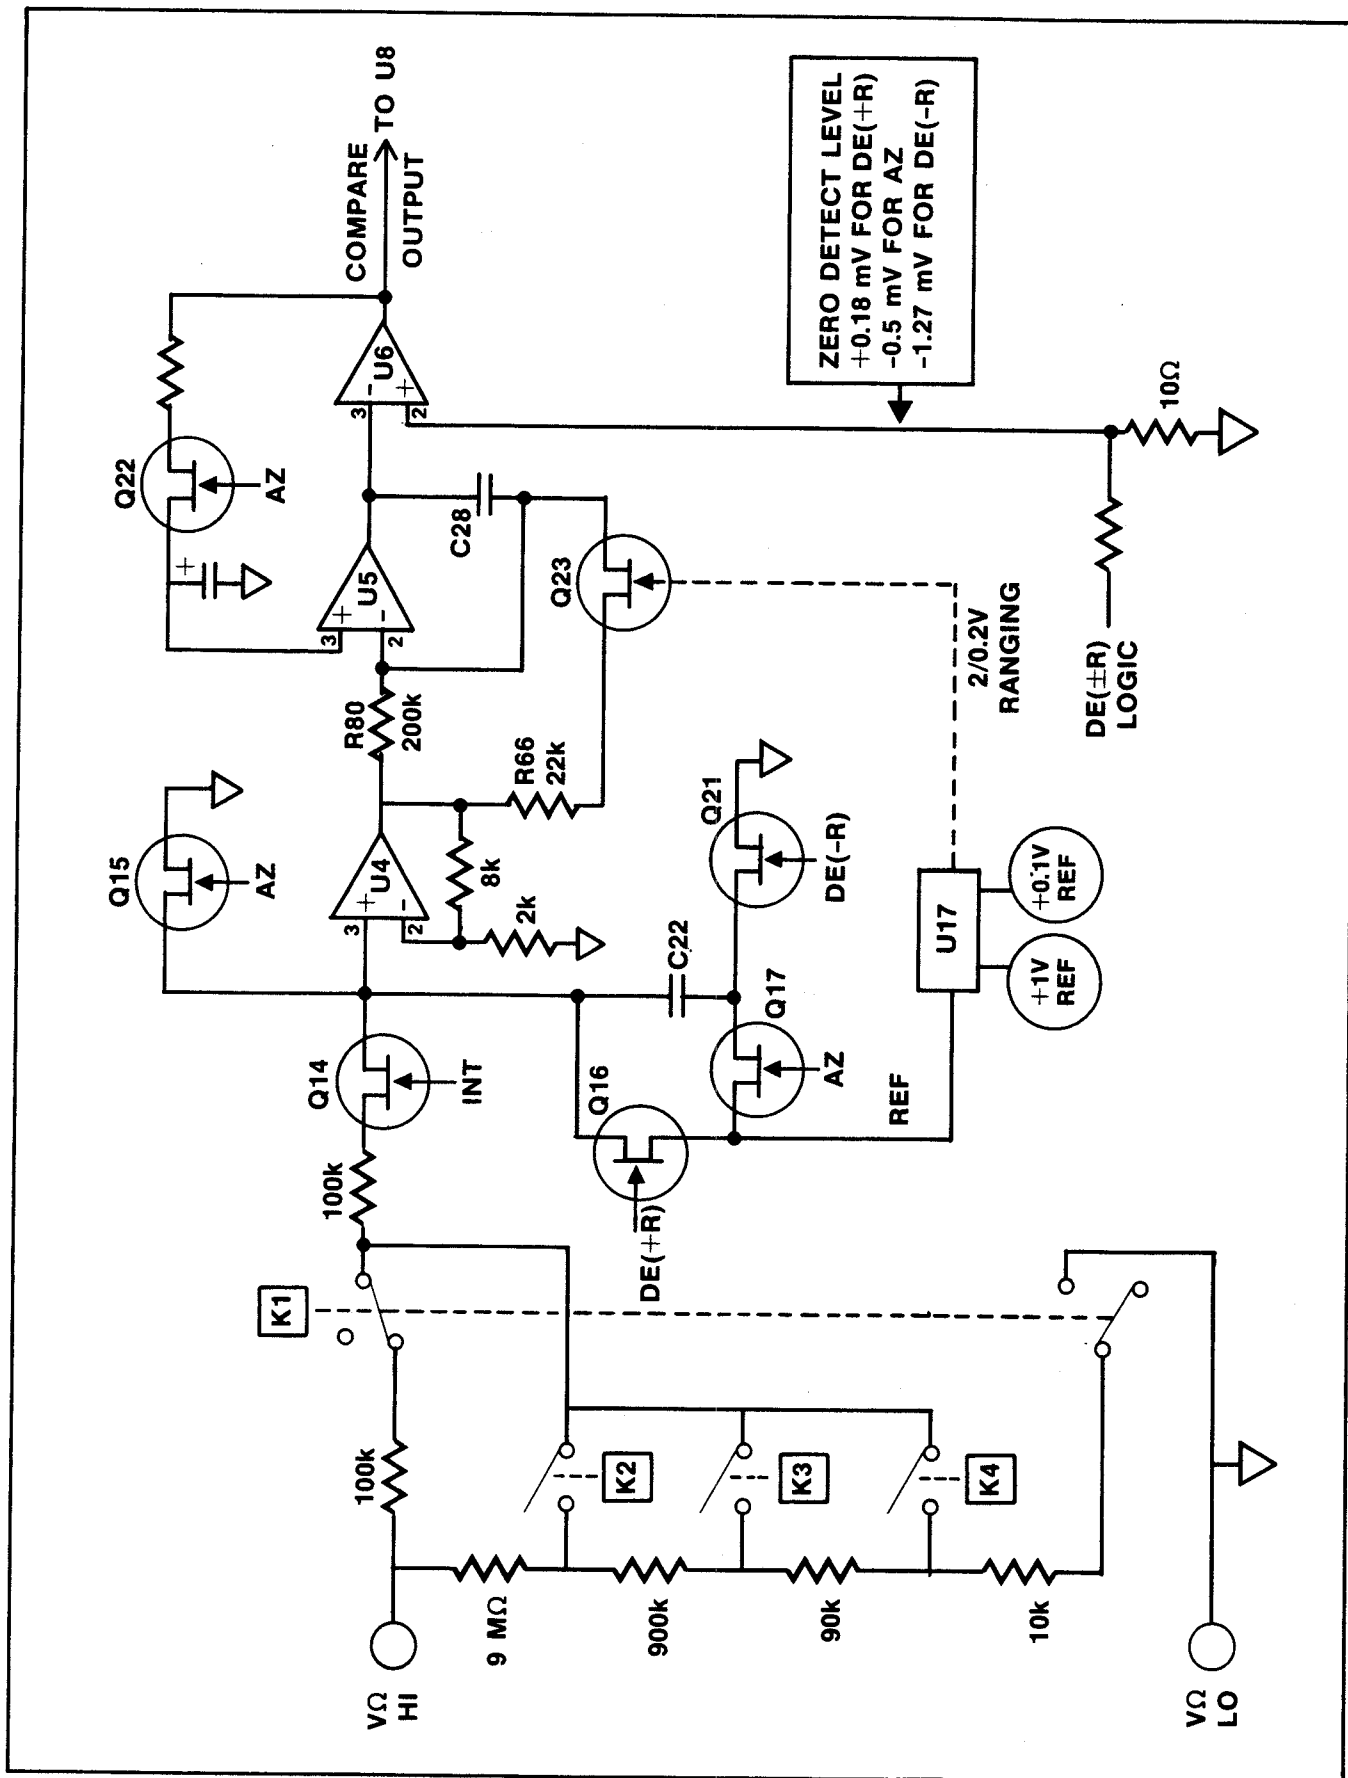 VΩ
HI
VΩ
LO
9 MΩ
900k
90k
10k
100k
K1
K2
K3
K4
100k
Q14
INT
DE(+R)
Q16
Q15
AZ
3
+
2
−
U4
8k
2k
C22
Q17
AZ
REF
Q21
DE(−R)
U17
+1V
REF
+0.1V
REF
R80
200k
R66
22k
2/0.2V
RANGING
Q23
C28
3
+
2
−
U5
+
Q22
AZ
3
−
2
+
U6
COMPARE
OUTPUT
TO U8
DE(±R)
LOGIC
10Ω
ZERO DETECT LEVEL
+0.18 mV FOR DE(+R)
-0.5 mV FOR AZ
-1.27 mV FOR DE(−R)